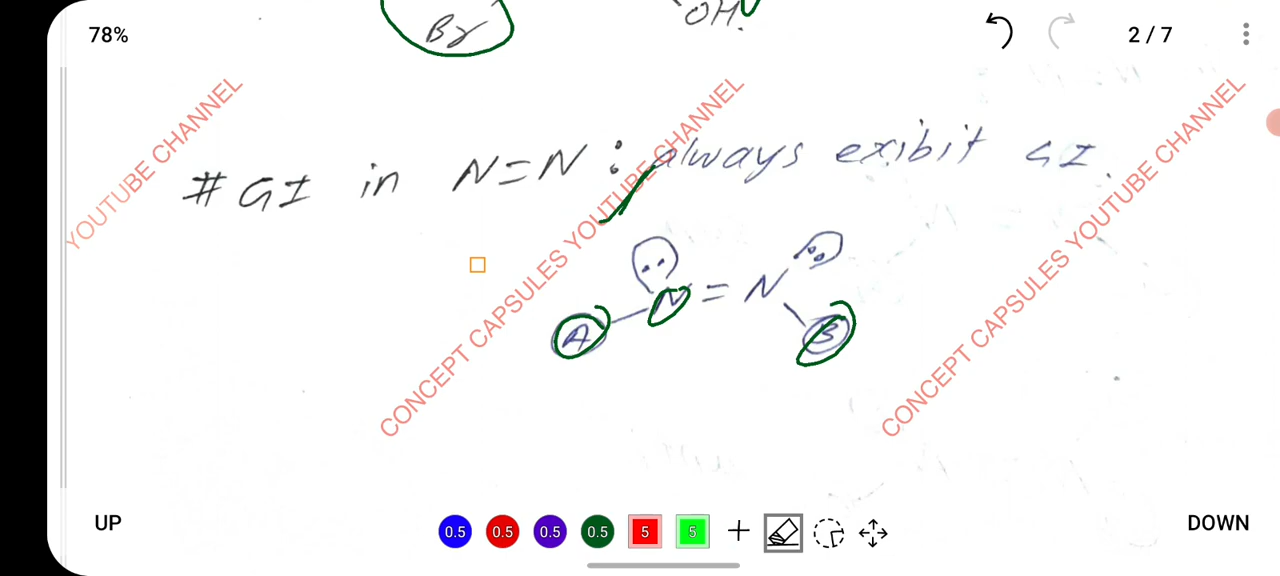 78%
2 / 7
Br
OH
# GI in N=N : always exibit GI.
A N = N B
YOUTUBE CHANNEL
CONCEPT CAPSULES YOUTUBE CHANNEL
CONCEPT CAPSULES YOUTUBE CHANNEL
UP
0.5 0.5 0.5 0.5 5 5
DOWN